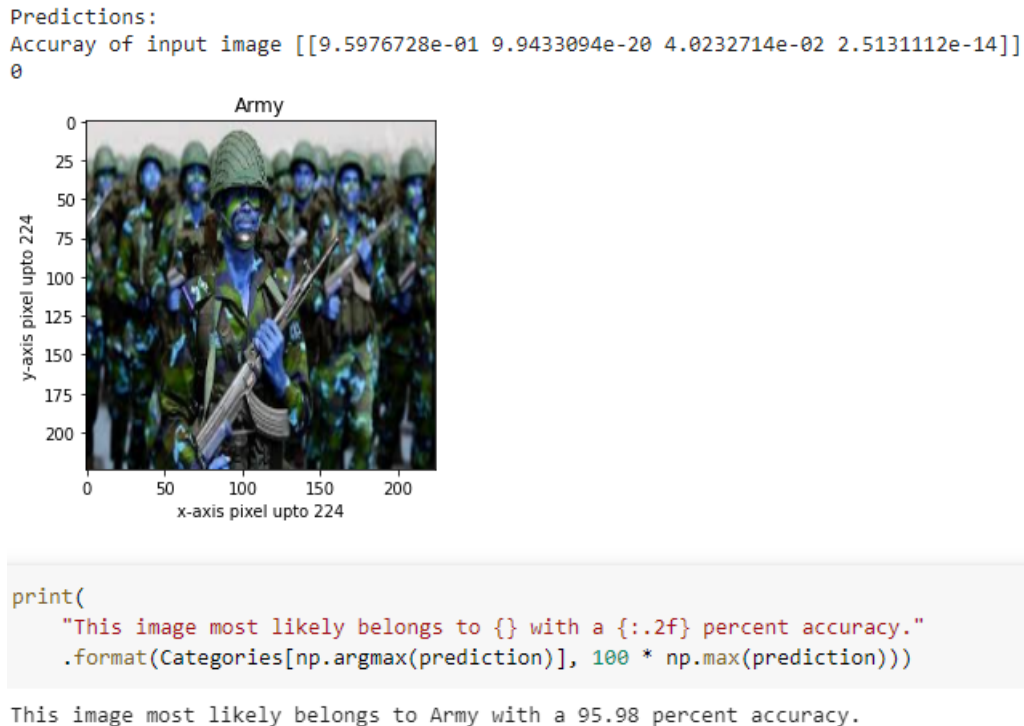 Predictions:
Accuray of input image [[9.5976728e-01 9.9433094e-20 4.0232714e-02 2.5131112e-14]]
0
Army
0
25
50
75
100
125
150
175
200
y-axis pixel upto 224
0 50 100 150 200
x-axis pixel upto 224
print(
    "This image most likely belongs to {} with a {:.2f} percent accuracy."
    .format(Categories[np.argmax(prediction)], 100 * np.max(prediction)))
This image most likely belongs to Army with a 95.98 percent accuracy.